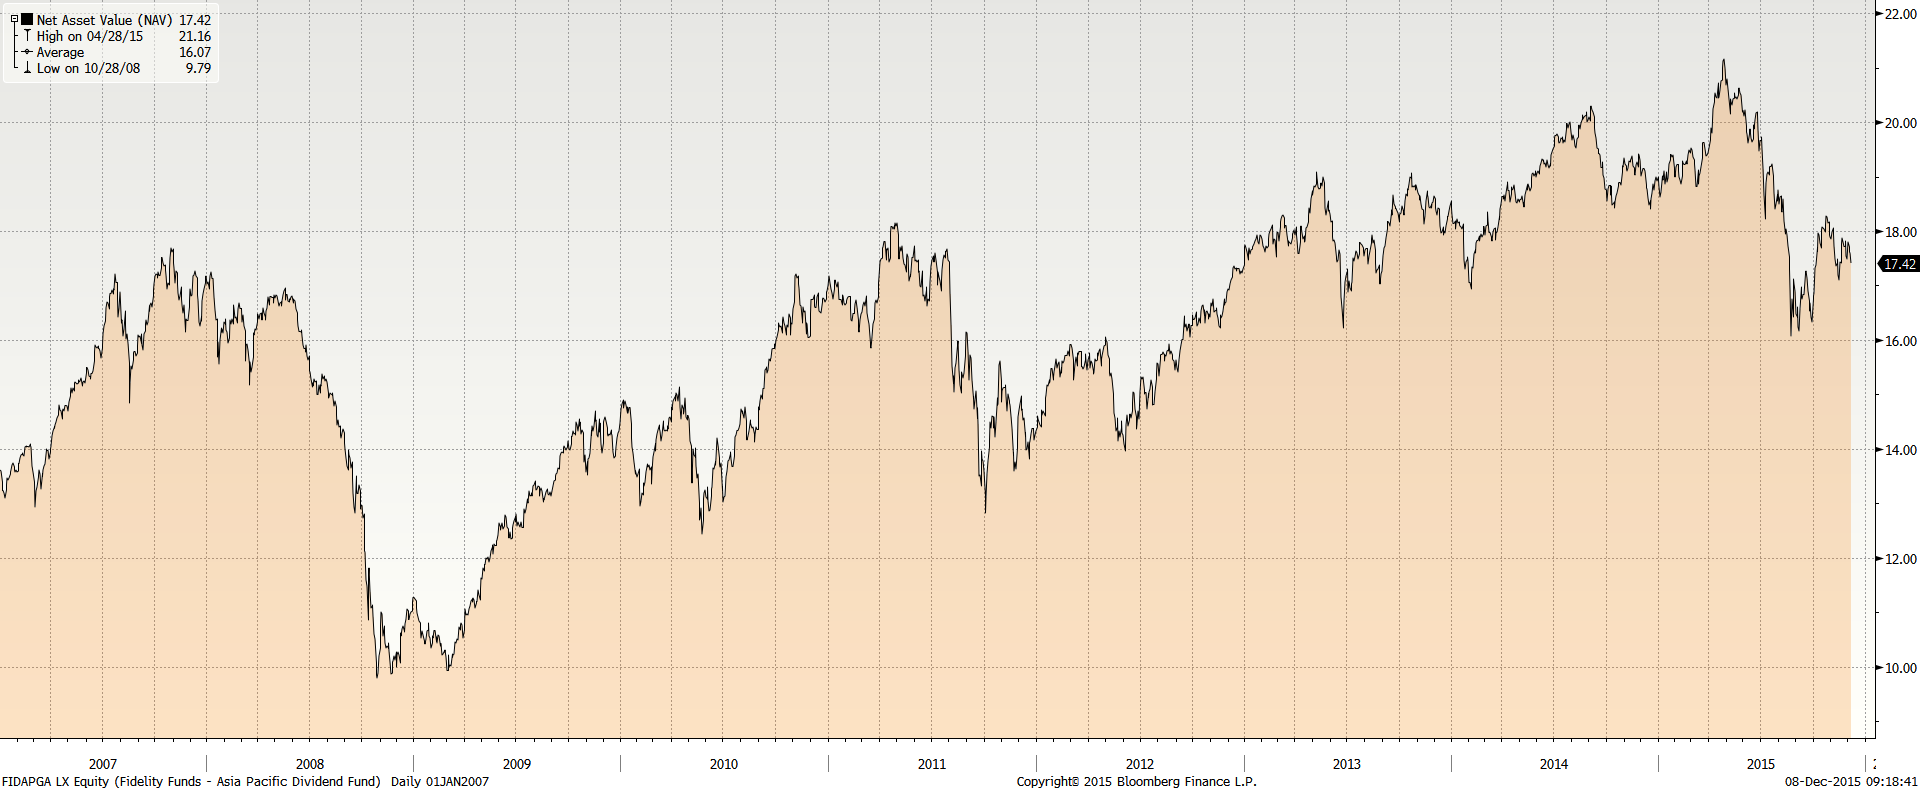 Net Asset Value (NAV) 17.42
High on 04/28/15 21.16
Average 16.07
Low on 10/28/08 9.79
22.00
20.00
18.00
17.42
16.00
14.00
12.00
10.00
2007 2008 2009 2010 2011 2012 2013 2014 2015
FIDAPGA LX Equity (Fidelity Funds - Asia Pacific Dividend Fund) Daily 01JAN2007 Copyright© 2015 Bloomberg Finance L.P. 08-Dec-2015 09:18:41